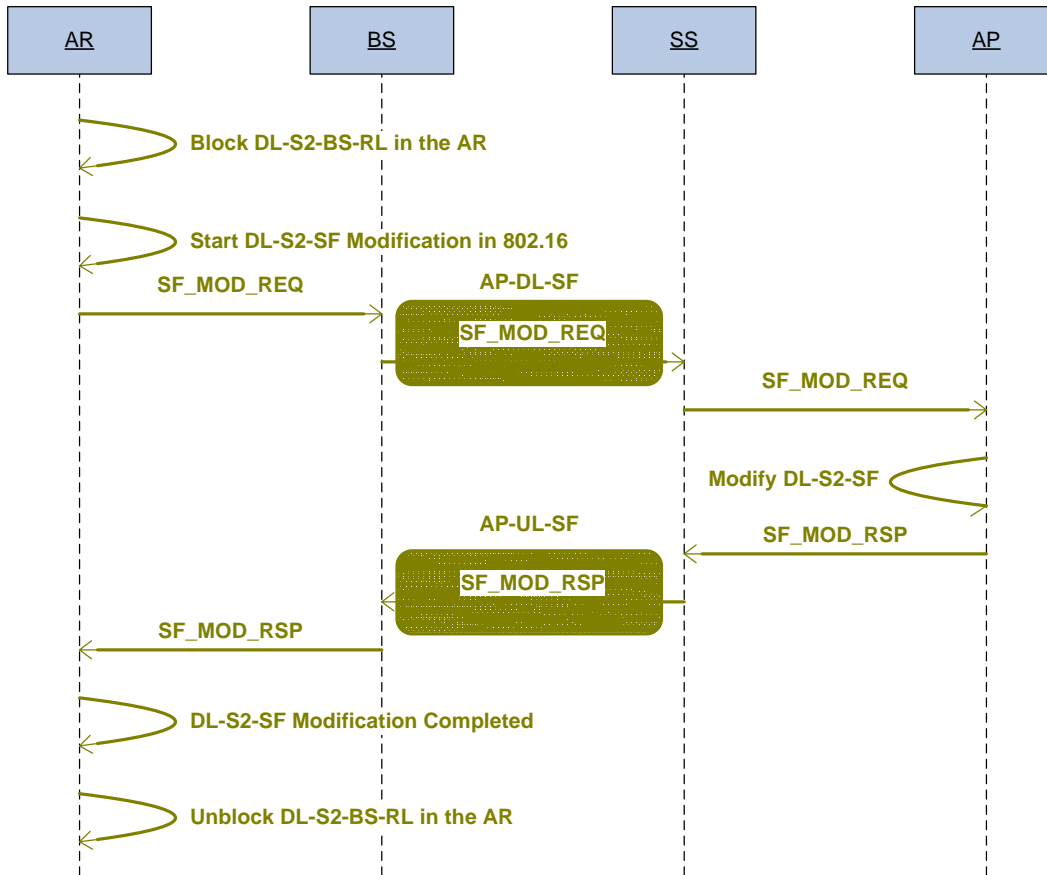 AR
BS
SS
AP
Block DL-S2-BS-RL in the AR
Start DL-S2-SF Modification in 802.16
SF_MOD_REQ
AP-DL-SF
SF_MOD_REQ
SF_MOD_REQ
Modify DL-S2-SF
AP-UL-SF
SF_MOD_RSP
SF_MOD_RSP
SF_MOD_RSP
DL-S2-SF Modification Completed
Unblock DL-S2-BS-RL in the AR